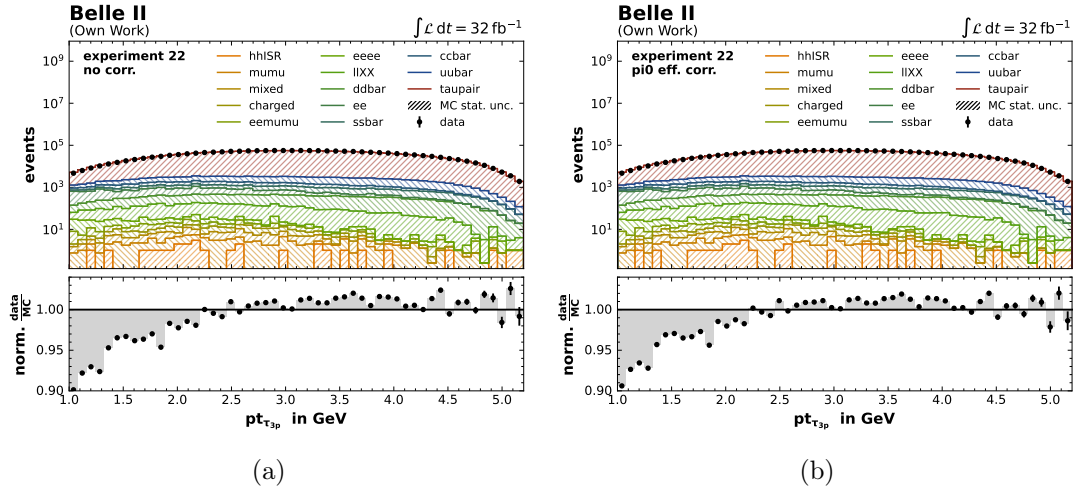 Belle II
(Own Work)
∫ℒ dt = 32 fb⁻¹
experiment 22
no corr.
hhISR
mumu
mixed
charged
eemumu
eeee
llXX
ddbar
ee
ssbar
ccbar
uubar
taupair
MC stat. unc.
data
events
10⁹
10⁷
10⁵
10³
10¹
norm. data/MC
1.00
0.95
0.90
1.0 1.5 2.0 2.5 3.0 3.5 4.0 4.5 5.0
pt_τ₃ₚ in GeV
(a)
Belle II
(Own Work)
∫ℒ dt = 32 fb⁻¹
experiment 22
pi0 eff. corr.
hhISR
mumu
mixed
charged
eemumu
eeee
llXX
ddbar
ee
ssbar
ccbar
uubar
taupair
MC stat. unc.
data
events
10⁹
10⁷
10⁵
10³
10¹
norm. data/MC
1.00
0.95
0.90
1.0 1.5 2.0 2.5 3.0 3.5 4.0 4.5 5.0
pt_τ₃ₚ in GeV
(b)